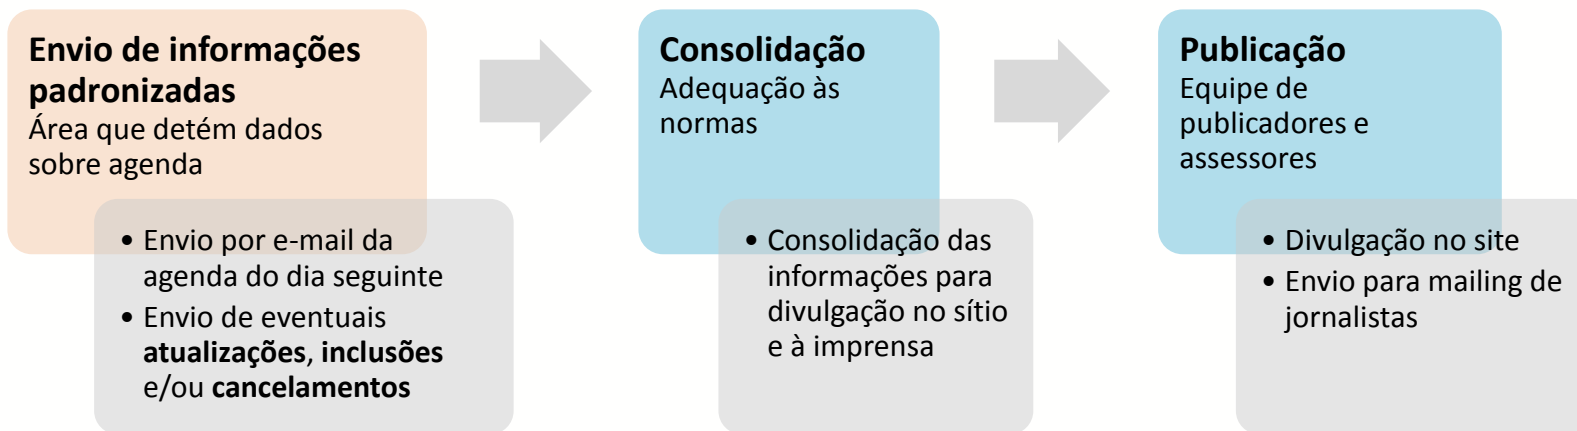 Envio de informações
padronizadas
Área que detém dados
sobre agenda
• Envio por e-mail da
agenda do dia seguinte
• Envio de eventuais
atualizações, inclusões
e/ou cancelamentos
Consolidação
Adequação às
normas
• Consolidação das
informações para
divulgação no sítio
e à imprensa
Publicação
Equipe de
publicadores e
assessores
• Divulgação no site
• Envio para mailing de
jornalistas